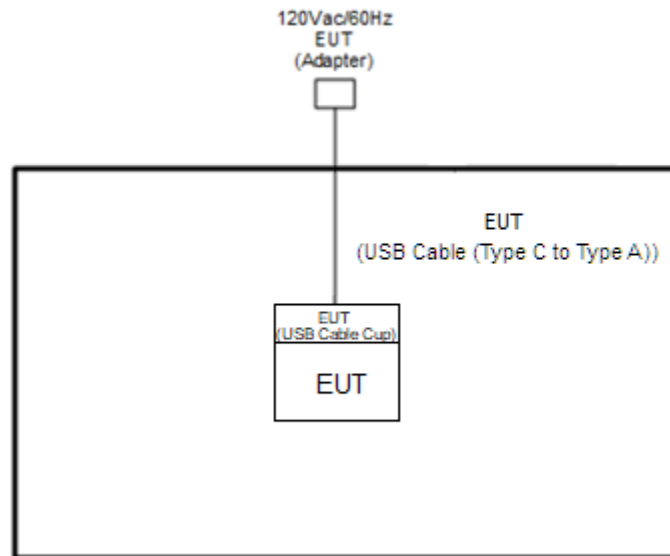 120Vac/60Hz
EUT
(Adapter)
EUT
(USB Cable (Type C to Type A))
EUT
(USB Cable Cup)
EUT